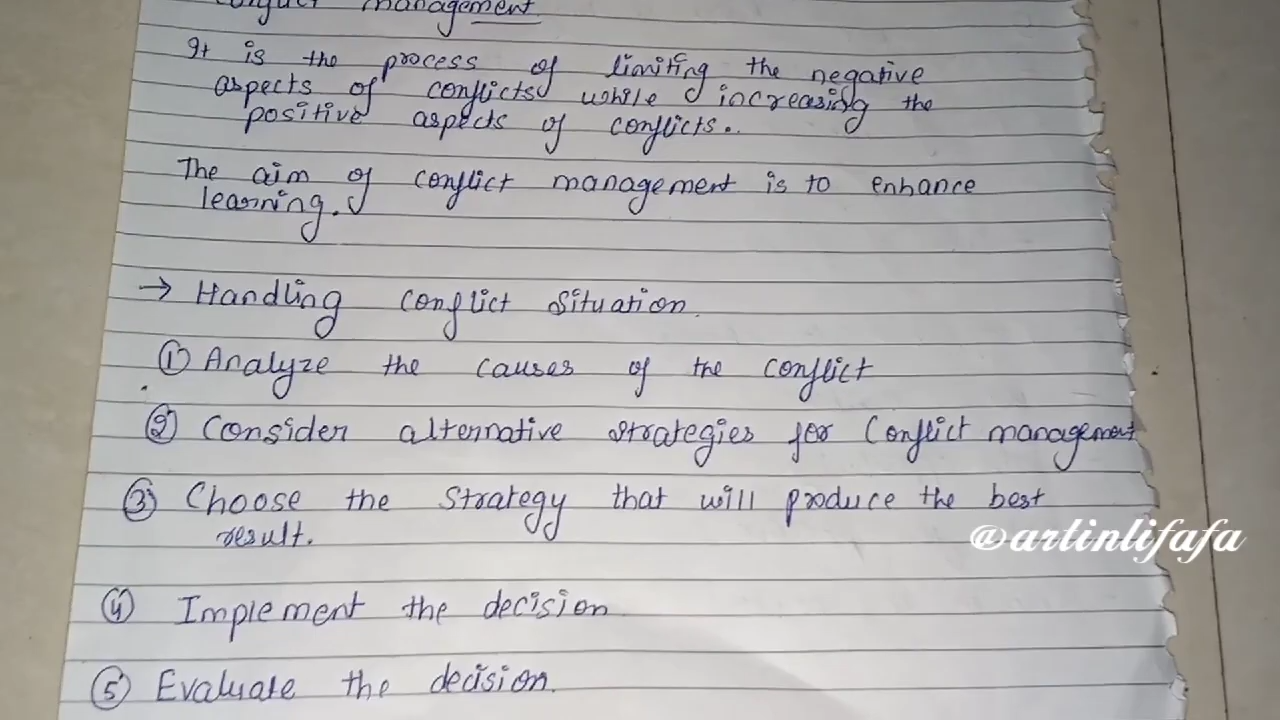 Conflict management
It is the process of limiting the negative
aspects of conflicts while increasing the
positive aspects of conflicts.
The aim of conflict management is to enhance
learning.
→ Handling conflict situation.
① Analyze the causes of the conflict
② Consider alternative strategies for conflict management
③ Choose the strategy that will produce the best
result.
@artinlifafa
④ Implement the decision
⑤ Evaluate the decision.